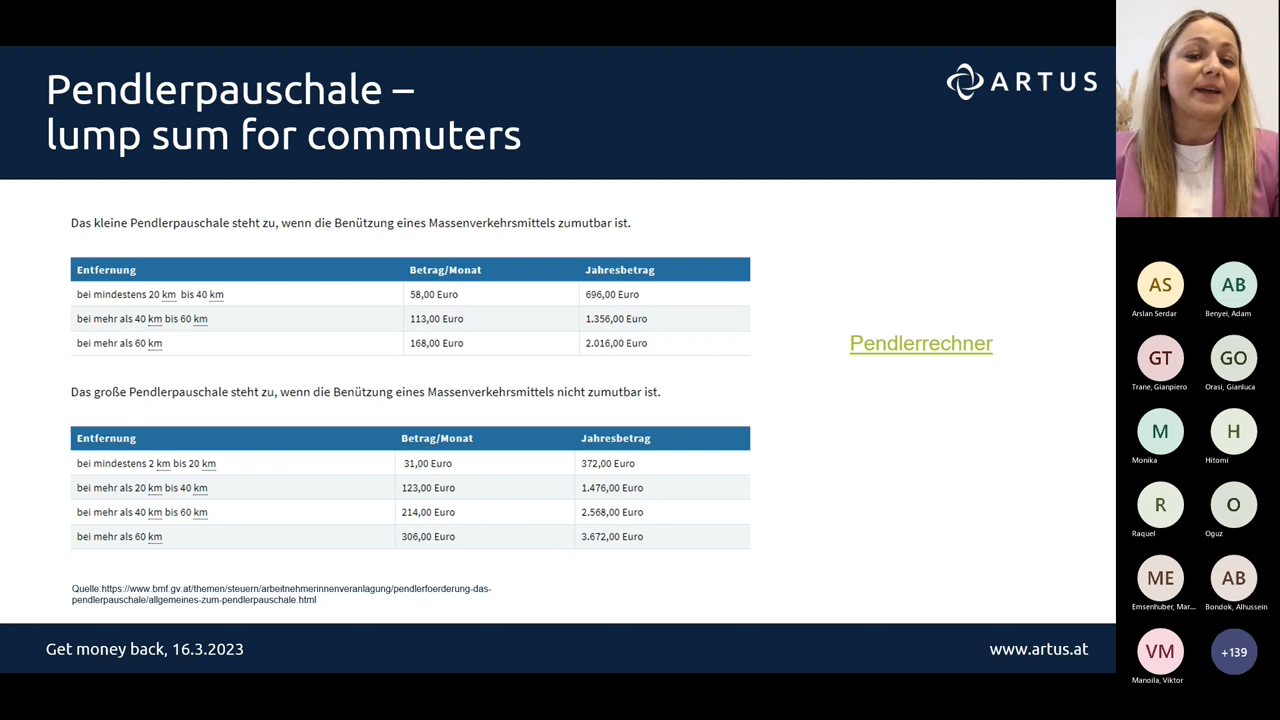 Pendlerpauschale –
lump sum for commuters
ARTUS
Das kleine Pendlerpauschale steht zu, wenn die Benützung eines Massenverkehrsmittels zumutbar ist.
Entfernung Betrag/Monat Jahresbetrag
bei mindestens 20 km bis 40 km 58,00 Euro 696,00 Euro
bei mehr als 40 km bis 60 km 113,00 Euro 1.356,00 Euro
bei mehr als 60 km 168,00 Euro 2.016,00 Euro
Pendlerrechner
Das große Pendlerpauschale steht zu, wenn die Benützung eines Massenverkehrsmittels nicht zumutbar ist.
Entfernung Betrag/Monat Jahresbetrag
bei mindestens 2 km bis 20 km 31,00 Euro 372,00 Euro
bei mehr als 20 km bis 40 km 123,00 Euro 1.476,00 Euro
bei mehr als 40 km bis 60 km 214,00 Euro 2.568,00 Euro
bei mehr als 60 km 306,00 Euro 3.672,00 Euro
Quelle:https://www.bmf.gv.at/themen/steuern/arbeitnehmerinnenveranlagung/pendlerfoerderung-das-
pendlerpauschale/allgemeines-zum-pendlerpauschale.html
Get money back, 16.3.2023
www.artus.at
AS AB
Arslan Serdar Benyei, Adam
GT GO
Trane, Gianpiero Orasi, Gianluca
M H
Monika Hitomi
R O
Raquel Oguz
ME AB
Emsenhuber, Mar... Bondok, Alhussein
VM +139
Manoila, Viktor